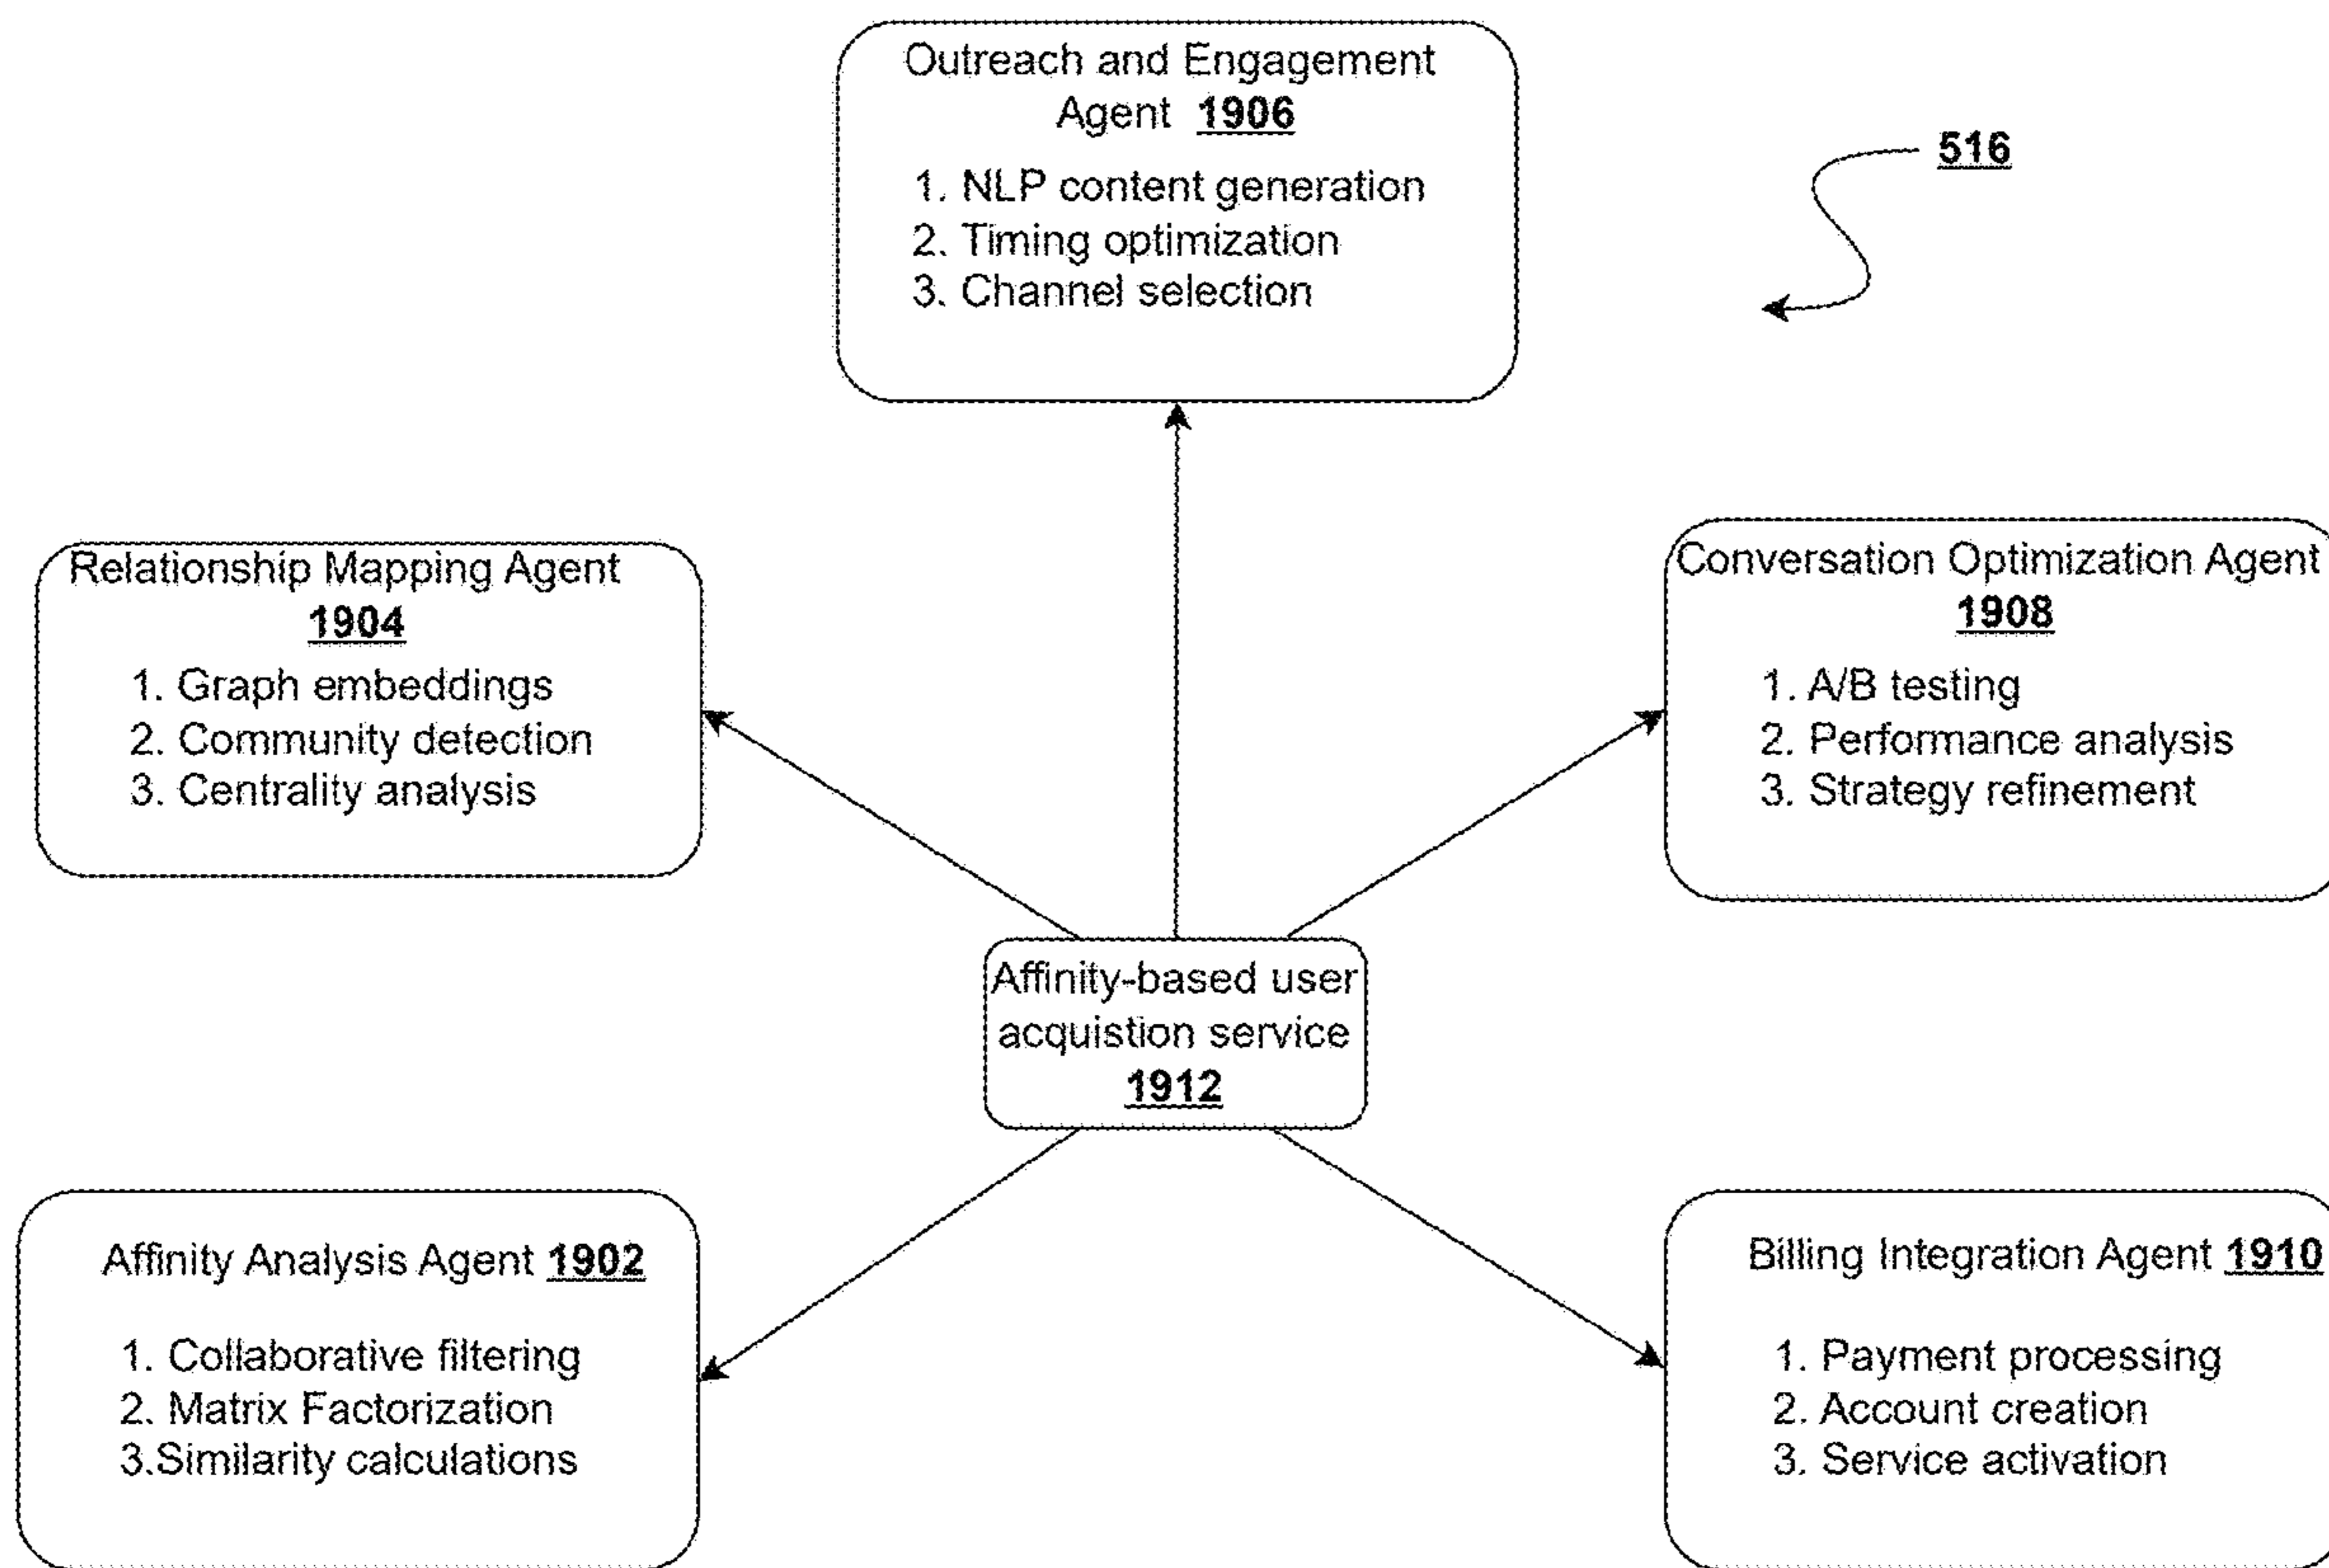 Outreach and Engagement
Agent 1906
1. NLP content generation
2. Timing optimization
3. Channel selection
516
Relationship Mapping Agent
1904
1. Graph embeddings
2. Community detection
3. Centrality analysis
Conversation Optimization Agent
1908
1. A/B testing
2. Performance analysis
3. Strategy refinement
Affinity-based user
acquistion service
1912
Affinity Analysis Agent 1902
1. Collaborative filtering
2. Matrix Factorization
3.Similarity calculations
Billing Integration Agent 1910
1. Payment processing
2. Account creation
3. Service activation